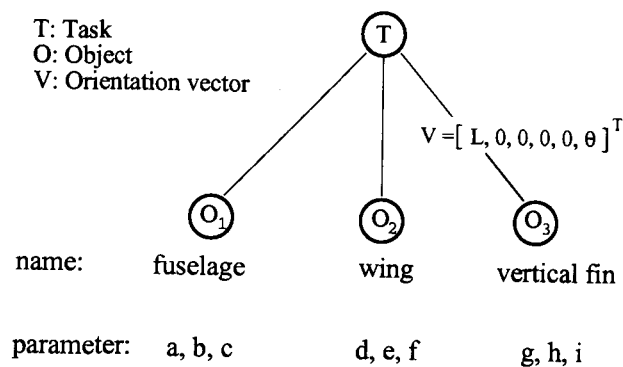 T: Task
O: Object
V: Orientation vector
T
V =[ L, 0, 0, 0, 0, θ ]ᵀ
O₁ O₂ O₃
name: fuselage wing vertical fin
parameter: a, b, c d, e, f g, h, i